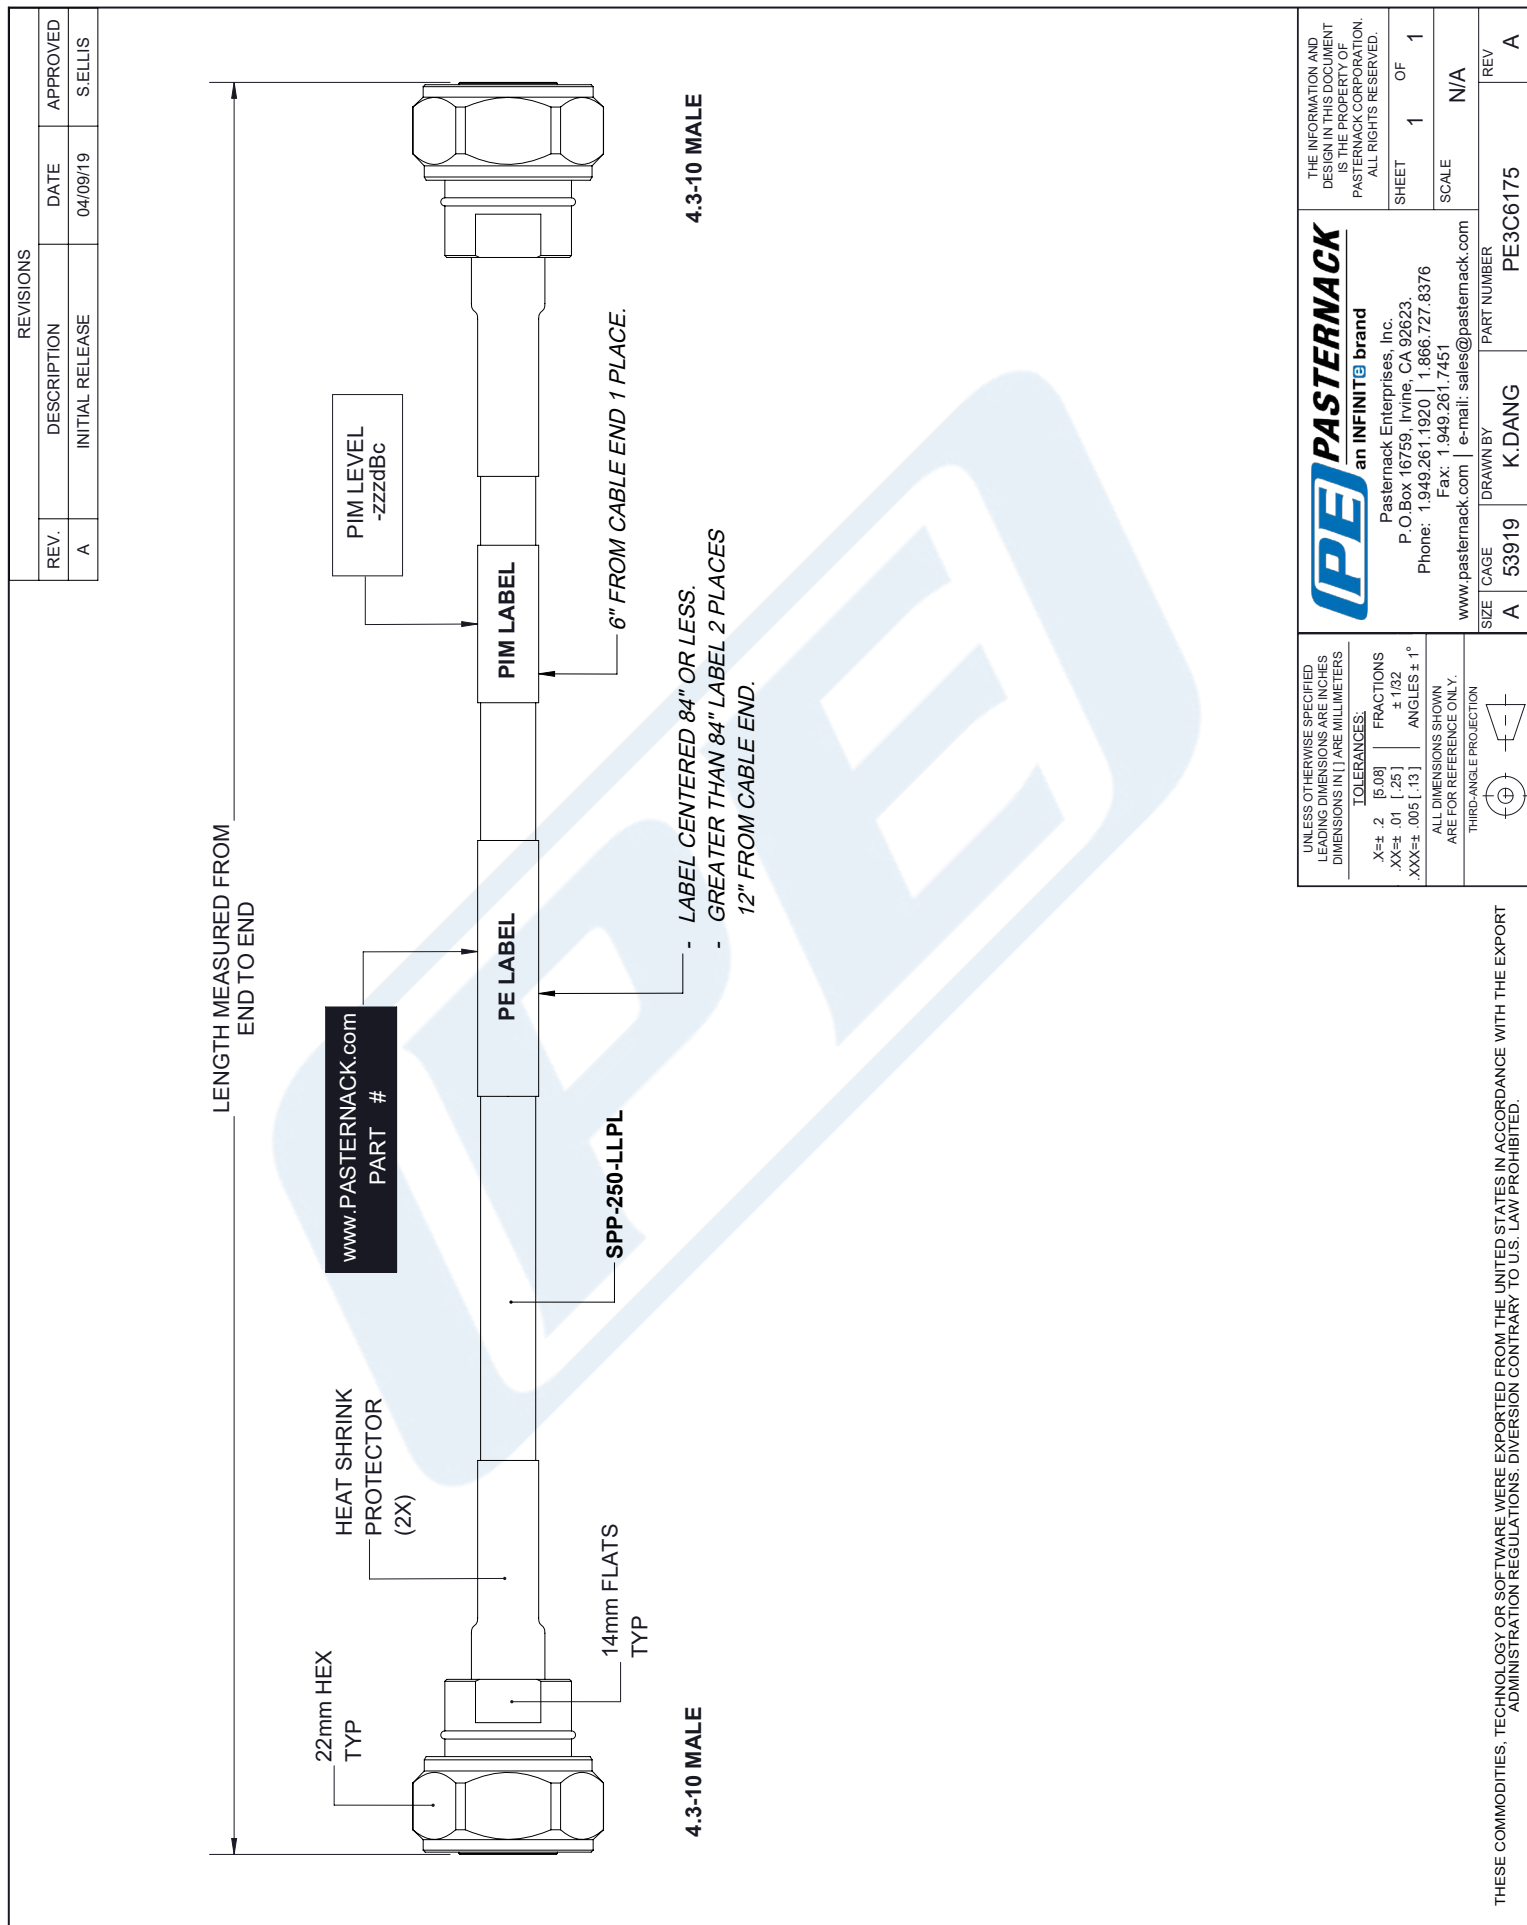 REVISIONS
REV. DESCRIPTION DATE APPROVED
A INITIAL RELEASE 04/09/19 S.ELLIS
LENGTH MEASURED FROM
END TO END
22mm HEX
TYP
HEAT SHRINK
PROTECTOR
(2X)
www.PASTERNACK.com
PART #
PIM LEVEL
-zzzdBc
PE LABEL
PIM LABEL
14mm FLATS
TYP
SPP-250-LLPL
6" FROM CABLE END 1 PLACE.
- LABEL CENTERED 84" OR LESS.
- GREATER THAN 84" LABEL 2 PLACES
12" FROM CABLE END.
4.3-10 MALE
4.3-10 MALE
PE
UNLESS OTHERWISE SPECIFIED
LEADING DIMENSIONS ARE INCHES
DIMENSIONS IN [ ] ARE MILLIMETERS
TOLERANCES:
.X=± .2 [5.08] FRACTIONS
.XX=± .01 [.25] ± 1/32
.XXX=± .005 [.13] ANGLES ± 1°
ALL DIMENSIONS SHOWN
ARE FOR REFERENCE ONLY.
THIRD-ANGLE PROJECTION
PE PASTERNACK
an INFINITe brand
Pasternack Enterprises, Inc.
P.O.Box 16759, Irvine, CA 92623.
Phone: 1.949.261.1920 | 1.866.727.8376
Fax: 1.949.261.7451
www.pasternack.com | e-mail: sales@pasternack.com
THE INFORMATION AND
DESIGN IN THIS DOCUMENT
IS THE PROPERTY OF
PASTERNACK CORPORATION.
ALL RIGHTS RESERVED.
SHEET 1 OF 1
SCALE N/A
SIZE A
CAGE 53919
DRAWN BY K.DANG
PART NUMBER PE3C6175
REV A
THESE COMMODITIES, TECHNOLOGY OR SOFTWARE WERE EXPORTED FROM THE UNITED STATES IN ACCORDANCE WITH THE EXPORT
ADMINISTRATION REGULATIONS. DIVERSION CONTRARY TO U.S. LAW PROHIBITED.